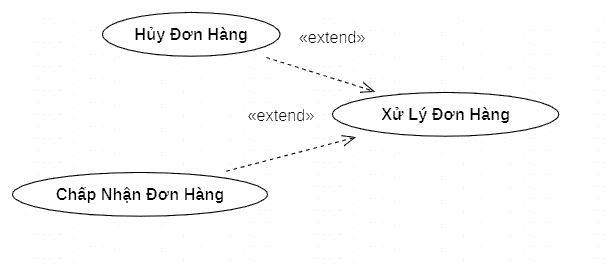 Hủy Đơn Hàng
«extend»
Xử Lý Đơn Hàng
«extend»
Chấp Nhận Đơn Hàng